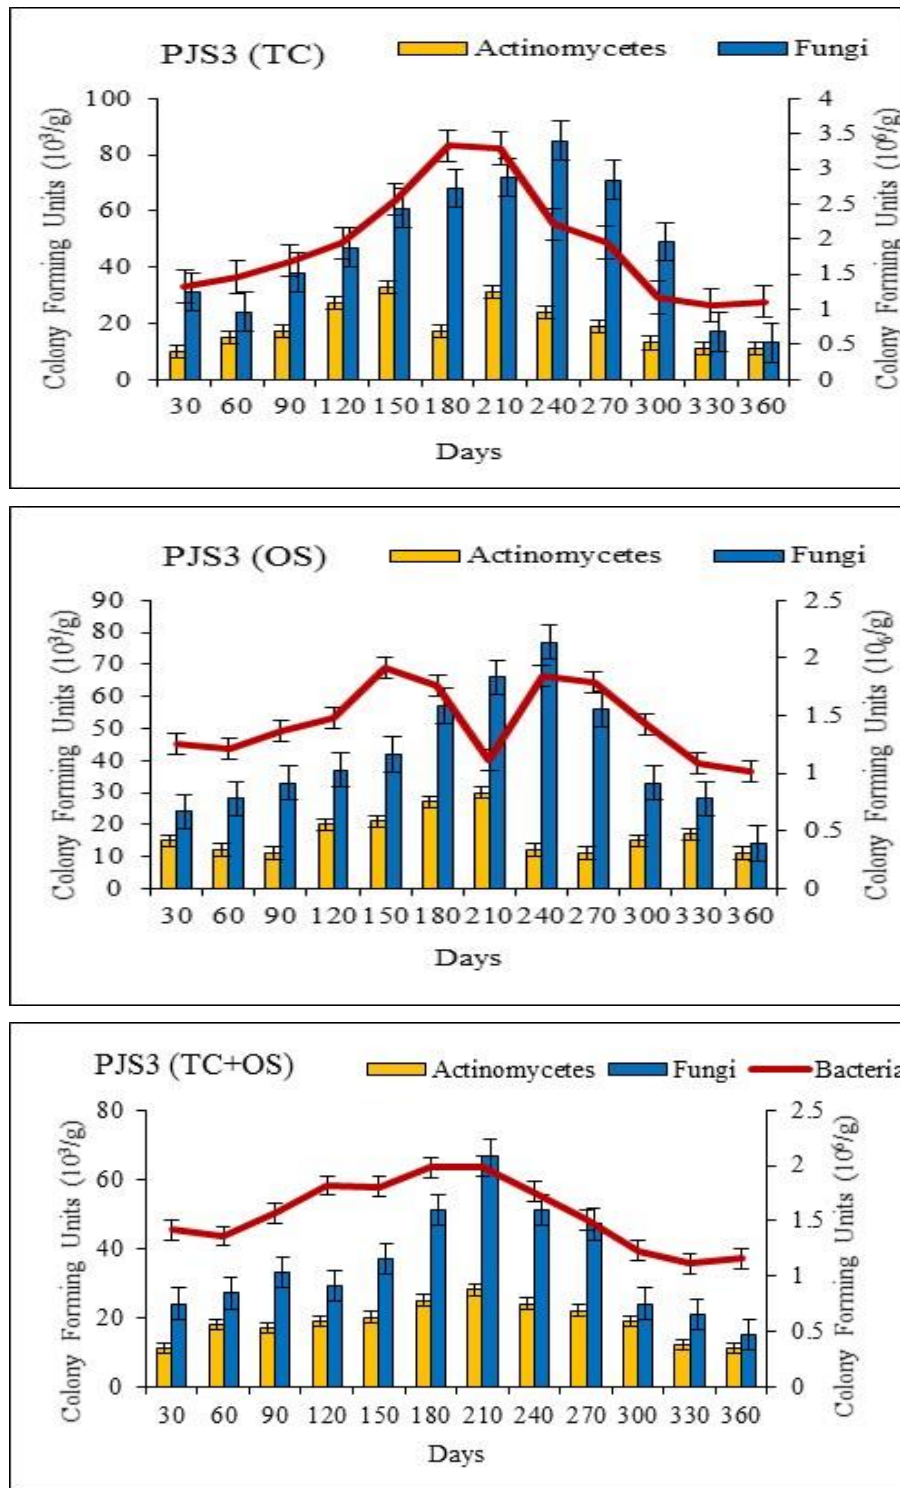 PJS3 (TC) Actinomycetes Fungi
Colony Forming Units (10³/g)
100
80
60
40
20
0
4
3.5
3
2.5
2
1.5
1
0.5
0
Colony Forming Units (10⁶/g)
30 60 90 120 150 180 210 240 270 300 330 360
Days
PJS3 (OS) Actinomycetes Fungi
Colony Forming Units (10³/g)
90
80
70
60
50
40
30
20
10
0
2.5
2
1.5
1
0.5
0
Colony Forming Units (10₆/g)
30 60 90 120 150 180 210 240 270 300 330 360
Days
PJS3 (TC+OS) Actinomycetes Fungi Bacteria
Colony Forming Units (10³/g)
80
60
40
20
0
2.5
2
1.5
1
0.5
0
Colony Forming Units (10⁶/g)
30 60 90 120 150 180 210 240 270 300 330 360
Days